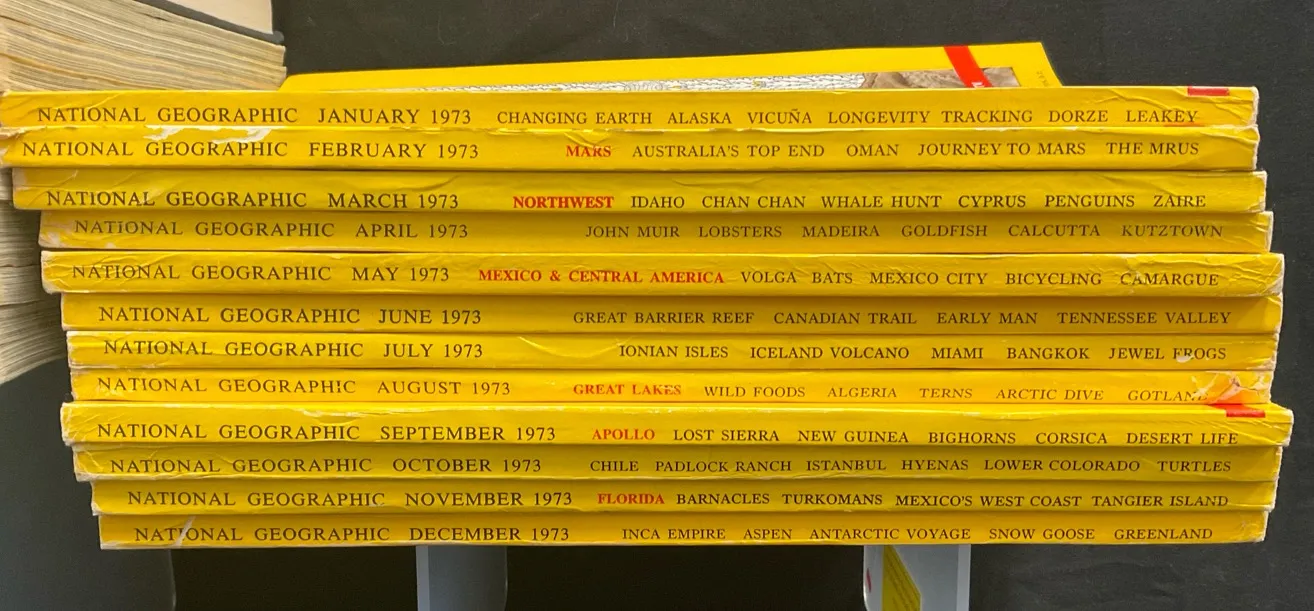 NATIONAL GEOGRAPHIC JANUARY 1973 CHANGING EARTH ALASKA VICUÑA LONGEVITY TRACKING DORZE LEAKEY
NATIONAL GEOGRAPHIC FEBRUARY 1973 MARS AUSTRALIA'S TOP END OMAN JOURNEY TO MARS THE MRUS
NATIONAL GEOGRAPHIC MARCH 1973 NORTHWEST IDAHO CHAN CHAN WHALE HUNT CYPRUS PENGUINS ZAIRE
NATIONAL GEOGRAPHIC APRIL 1973 JOHN MUIR LOBSTERS MADEIRA GOLDFISH CALCUTTA KUTZTOWN
NATIONAL GEOGRAPHIC MAY 1973 MEXICO & CENTRAL AMERICA VOLGA BATS MEXICO CITY BICYCLING CAMARGUE
NATIONAL GEOGRAPHIC JUNE 1973 GREAT BARRIER REEF CANADIAN TRAIL EARLY MAN TENNESSEE VALLEY
NATIONAL GEOGRAPHIC JULY 1973 IONIAN ISLES ICELAND VOLCANO MIAMI BANGKOK JEWEL FROGS
NATIONAL GEOGRAPHIC AUGUST 1973 GREAT LAKES WILD FOODS ALGERIA TERNS ARCTIC DIVE GOTLAND
NATIONAL GEOGRAPHIC SEPTEMBER 1973 APOLLO LOST SIERRA NEW GUINEA BIGHORNS CORSICA DESERT LIFE
NATIONAL GEOGRAPHIC OCTOBER 1973 CHILE PADLOCK RANCH ISTANBUL HYENAS LOWER COLORADO TURTLES
NATIONAL GEOGRAPHIC NOVEMBER 1973 FLORIDA BARNACLES TURKOMANS MEXICO'S WEST COAST TANGIER ISLAND
NATIONAL GEOGRAPHIC DECEMBER 1973 INCA EMPIRE ASPEN ANTARCTIC VOYAGE SNOW GOOSE GREENLAND